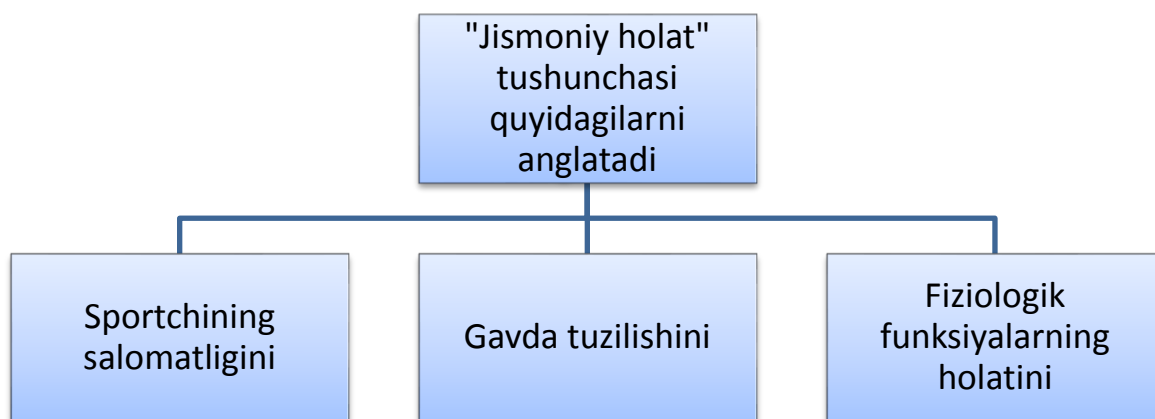 "Jismoniy holat"
tushunchasi
quyidagilarni
anglatadi
Sportchining
salomatligini
Gavda tuzilishini
Fiziologik
funksiyalarning
holatini